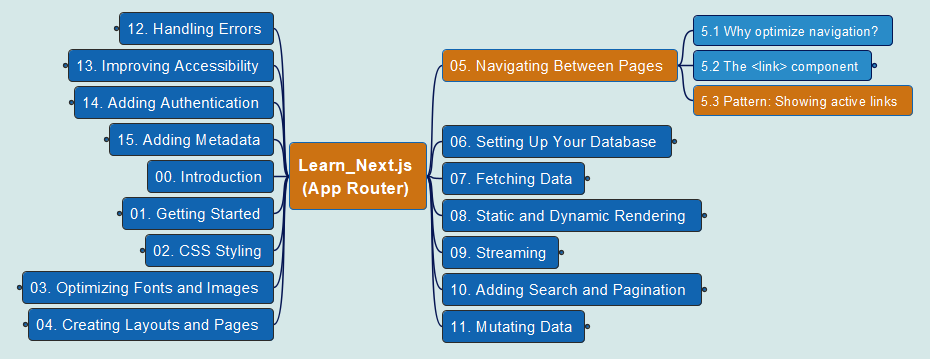 12. Handling Errors
13. Improving Accessibility
14. Adding Authentication
15. Adding Metadata
00. Introduction
01. Getting Started
02. CSS Styling
03. Optimizing Fonts and Images
04. Creating Layouts and Pages
Learn_Next.js
(App Router)
05. Navigating Between Pages
5.1 Why optimize navigation?
5.2 The <link> component
5.3 Pattern: Showing active links
06. Setting Up Your Database
07. Fetching Data
08. Static and Dynamic Rendering
09. Streaming
10. Adding Search and Pagination
11. Mutating Data